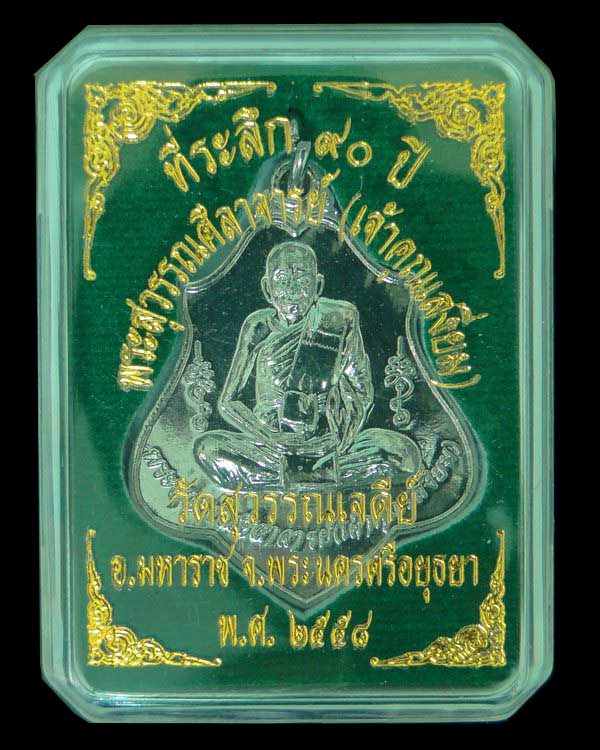 ที่ระลึก ๙๐ ปี
พระสุวรรณศีลาจารย์ (เจ้าคุณเสงี่ยม)
วัดสุวรรณเจดีย์
อ.มหาราช จ.พระนครศรีอยุธยา
พ.ศ. ๒๕๕๘